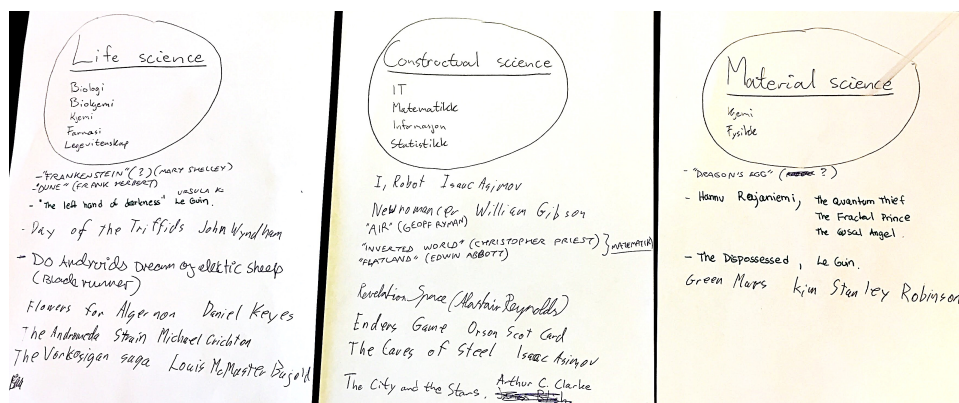 Life science
Biologi
Biokjemi
Kjemi
Farmasi
Legevitenskap
- "FRANKENSTEIN" (?) (MARY SHELLEY)
- "DUNE" (FRANK HERBERT)
- "The left hand of darkness" URSULA K. Le Guin.
- Day of the Triffids John Wyndham
- Do Androids Dream of elektic sheep
(Blade runner)
Flowers for Algernon Daniel Keyes
The Andromeda Strain Michael Crichton
The Vorkosigan saga Louis McMaster Bujold
Constructual science
IT
Matematikk
Informasjon
Statistikk
I, Robot Isaac Asimov
Neuromancer William Gibson
"AIR" (GEOFF RYMAN)
"INVERTED WORLD" (CHRISTOPHER PRIEST) } MATEMATIKK
"FLATLAND" (EDWIN ABBOTT)
Revelation Space (Alastair Reynolds)
Enders Game Orson Scot Card
The Caves of Steel Isaac Asimov
The City and the Stars. Arthur C. Clarke
Material science
Kjemi
Fysikk
- "DRAGON'S EGG" ( ?)
- Hannu Rajaniemi, The Quantum Thief
The Fractal Prince
The Causal Angel.
- The Dispossessed, Le Guin.
Green Mars Kim Stanley Robinson